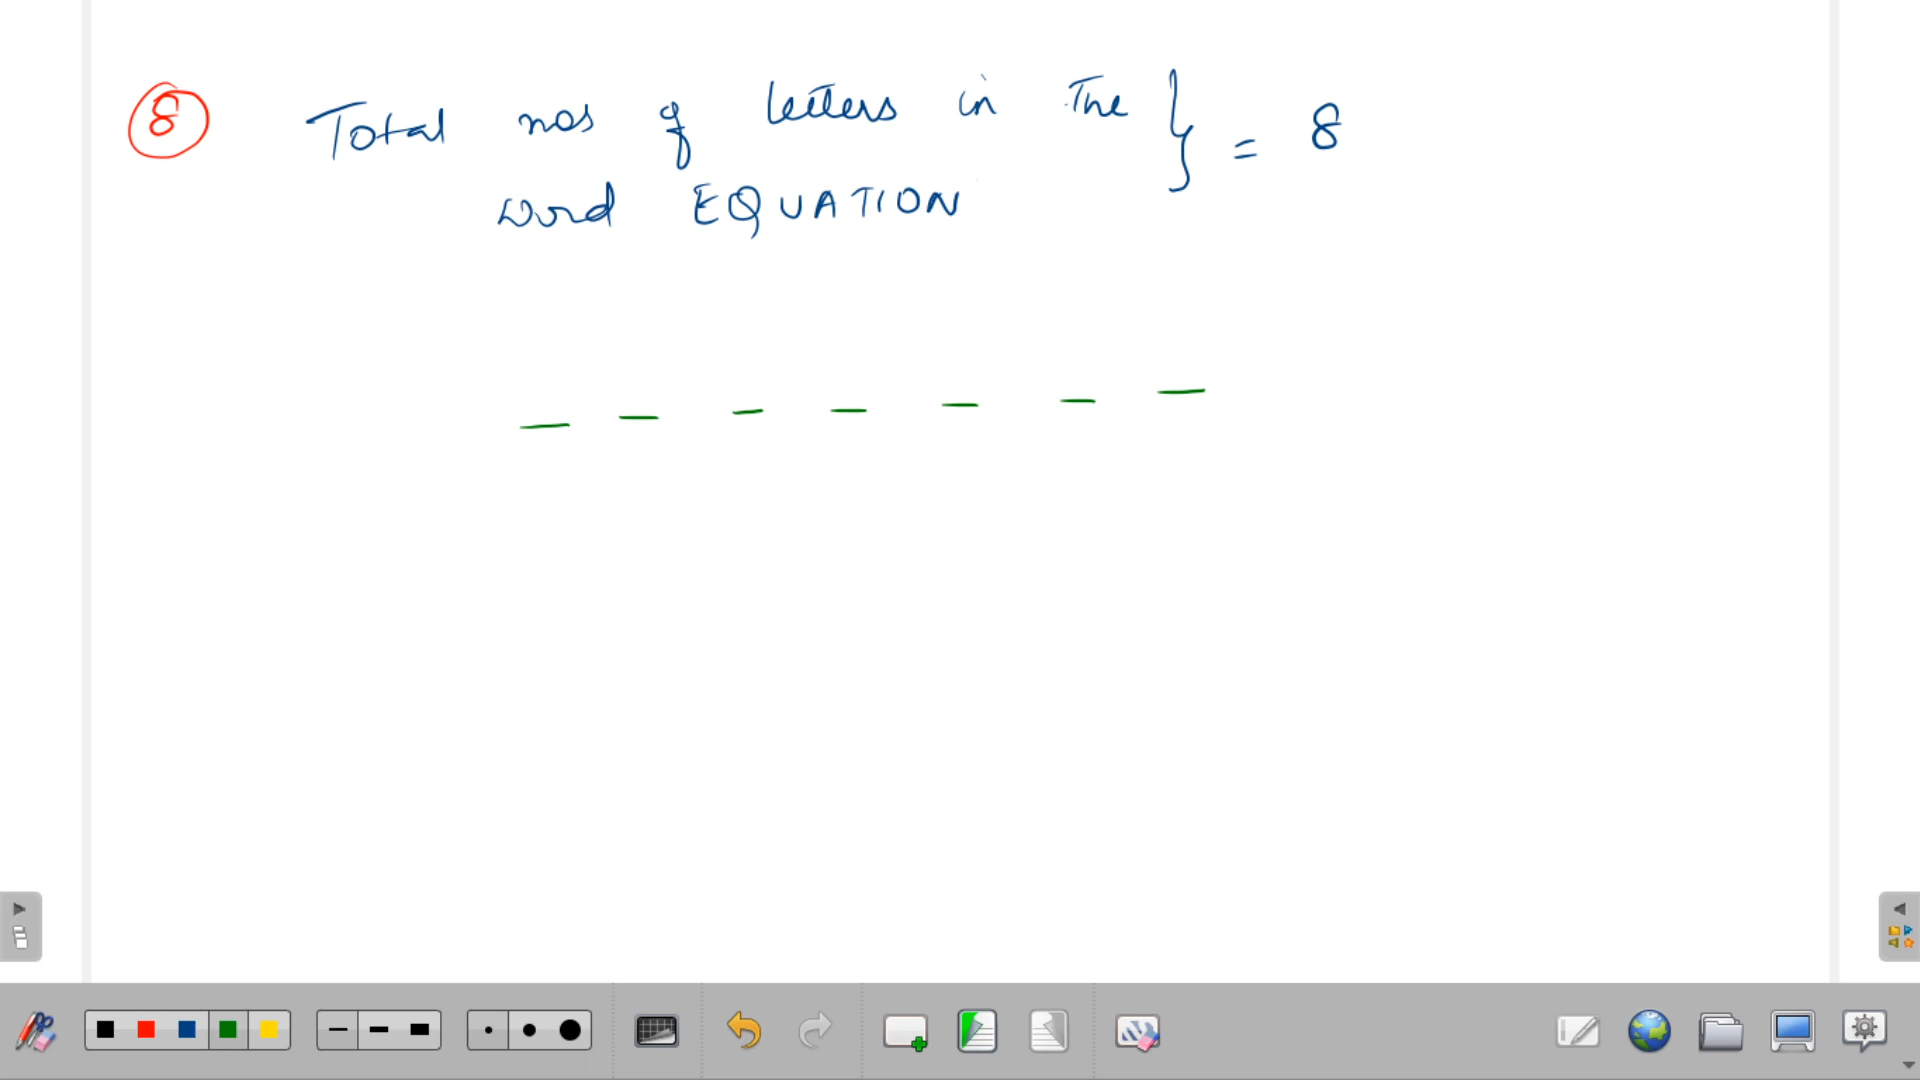 8 Total nos of letters in the } = 8
word EQUATION
_ _ _ _ _ _ _